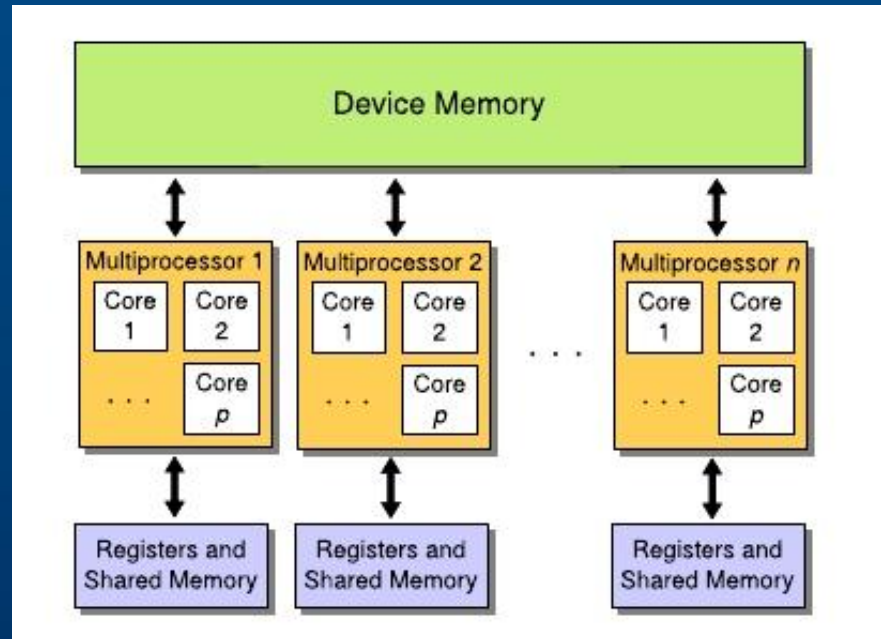 Device Memory
Multiprocessor 1
Core
1
Core
2
. . .
Core
p
Multiprocessor 2
Core
1
Core
2
. . .
Core
p
. . .
Multiprocessor n
Core
1
Core
2
. . .
Core
p
Registers and
Shared Memory
Registers and
Shared Memory
Registers and
Shared Memory